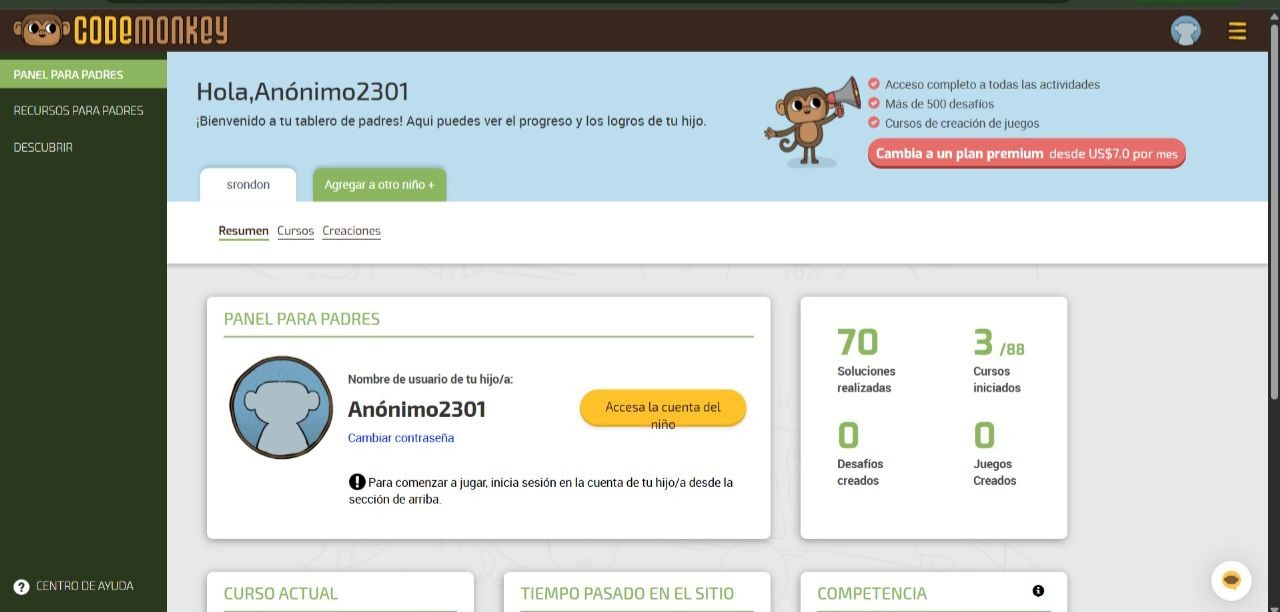 CODEMONKEY
PANEL PARA PADRES
RECURSOS PARA PADRES
DESCUBRIR
Hola,Anónimo2301
¡Bienvenido a tu tablero de padres! Aqui puedes ver el progreso y los logros de tu hijo.
Acceso completo a todas las actividades
Más de 500 desafíos
Cursos de creación de juegos
Cambia a un plan premium desde US$7.0 por mes
srondon
Agregar a otro niño +
Resumen Cursos Creaciones
PANEL PARA PADRES
Nombre de usuario de tu hijo/a:
Anónimo2301
Cambiar contraseña
Accesa la cuenta del
niño
! Para comenzar a jugar, inicia sesión en la cuenta de tu hijo/a desde la
sección de arriba.
70
Soluciones
realizadas
3 /88
Cursos
iniciados
0
Desafíos
creados
0
Juegos
Creados
? CENTRO DE AYUDA
CURSO ACTUAL
TIEMPO PASADO EN EL SITIO
COMPETENCIA